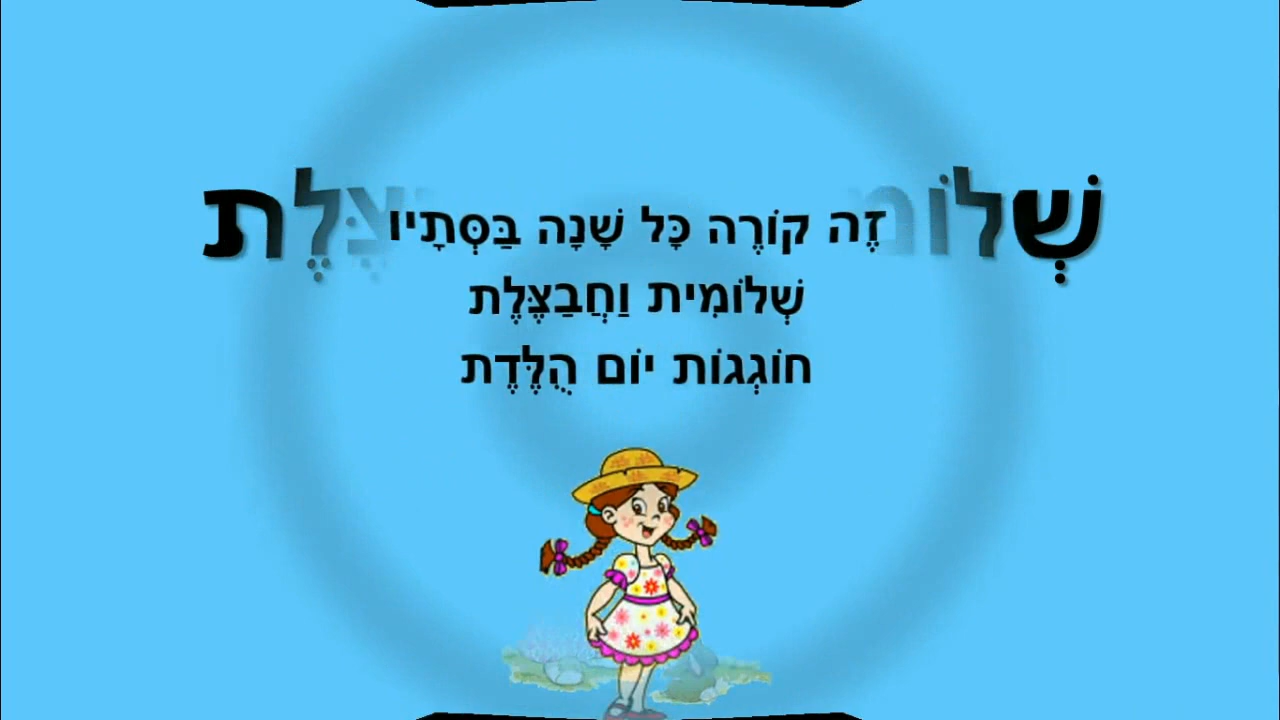 זֶה קוֹרֶה כָּל שָׁנָה בַּסְּתָיו
שְׁלוֹמִית וַחֲבַצֶּלֶת
חוֹגְגוֹת יוֹם הֻלֶּדֶת